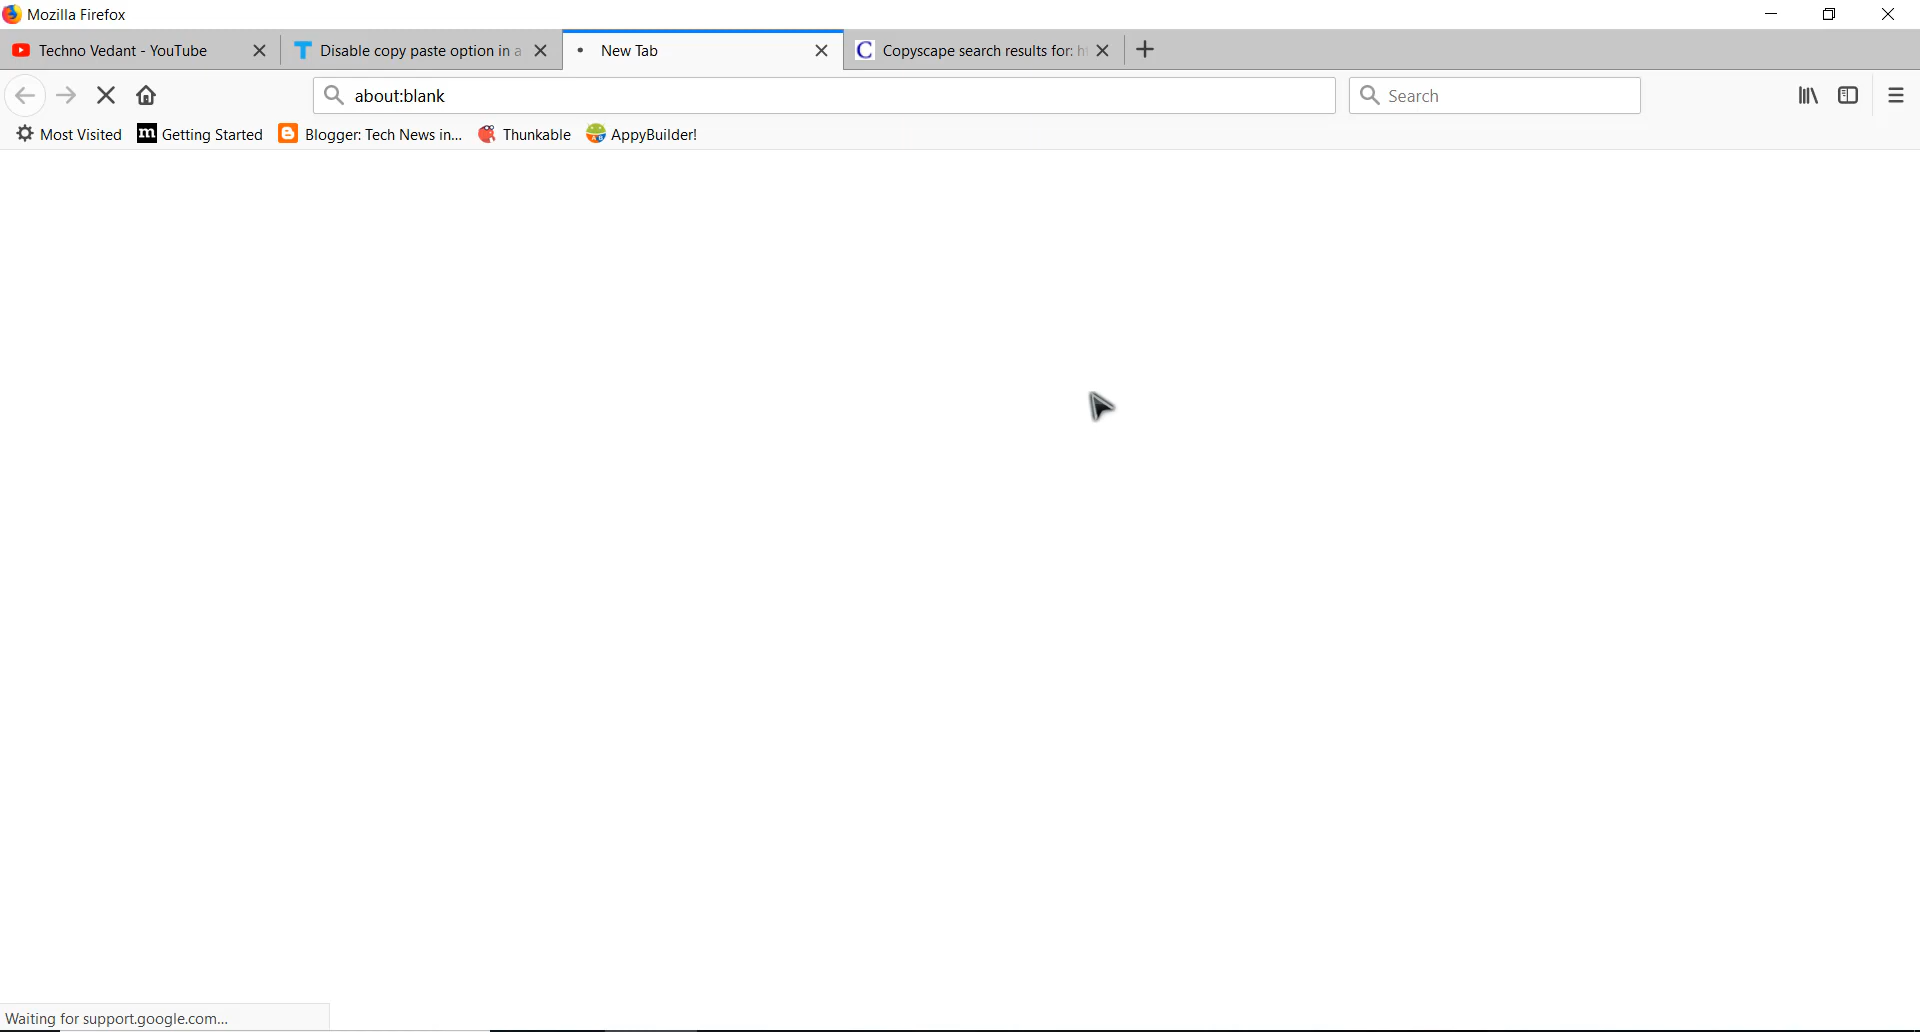 Mozilla Firefox
Techno Vedant - YouTube
Disable copy paste option in a
New Tab
Copyscape search results for: h
about:blank
Search
Most Visited
m Getting Started
Blogger: Tech News in...
Thunkable
AppyBuilder!
Waiting for support.google.com...